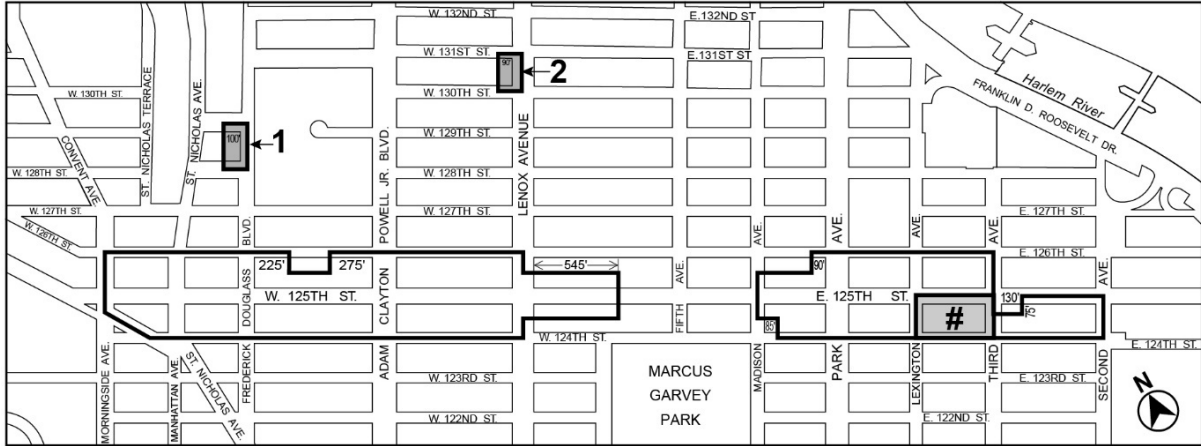 W. 132ND ST.
E.132ND ST
W. 131ST ST.
E.131ST ST
90'
2
W. 130TH ST.
W. 130TH ST.
Harlem River
FRANKLIN D. ROOSEVELT DR.
ST. NICHOLAS TERRACE
ST. NICHOLAS AVE.
100'
1
W. 129TH ST.
CONVENT AVE.
W. 128TH ST.
W. 128TH ST.
POWELL JR. BLVD.
LENOX AVENUE
W. 127TH ST.
W. 127TH ST.
E. 127TH ST.
W. 126TH ST.
BLVD.
AVE.
AVE.
AVE.
AVE.
AVE.
AVE.
E. 126TH ST.
225'
275'
545'
90'
W. 125TH ST.
E. 125TH ST.
130'
75'
#
DOUGLASS
CLAYTON
FIFTH
85'
W. 124TH ST.
E. 124TH ST.
MORNINGSIDE AVE.
MANHATTAN AVE.
ST. NICHOLAS AVE.
FREDERICK
ADAM
W. 123RD ST.
MARCUS
GARVEY
PARK
MADISON
PARK
LEXINGTON
THIRD
SECOND
E. 123RD ST.
W. 122ND ST.
E. 122ND ST.
N